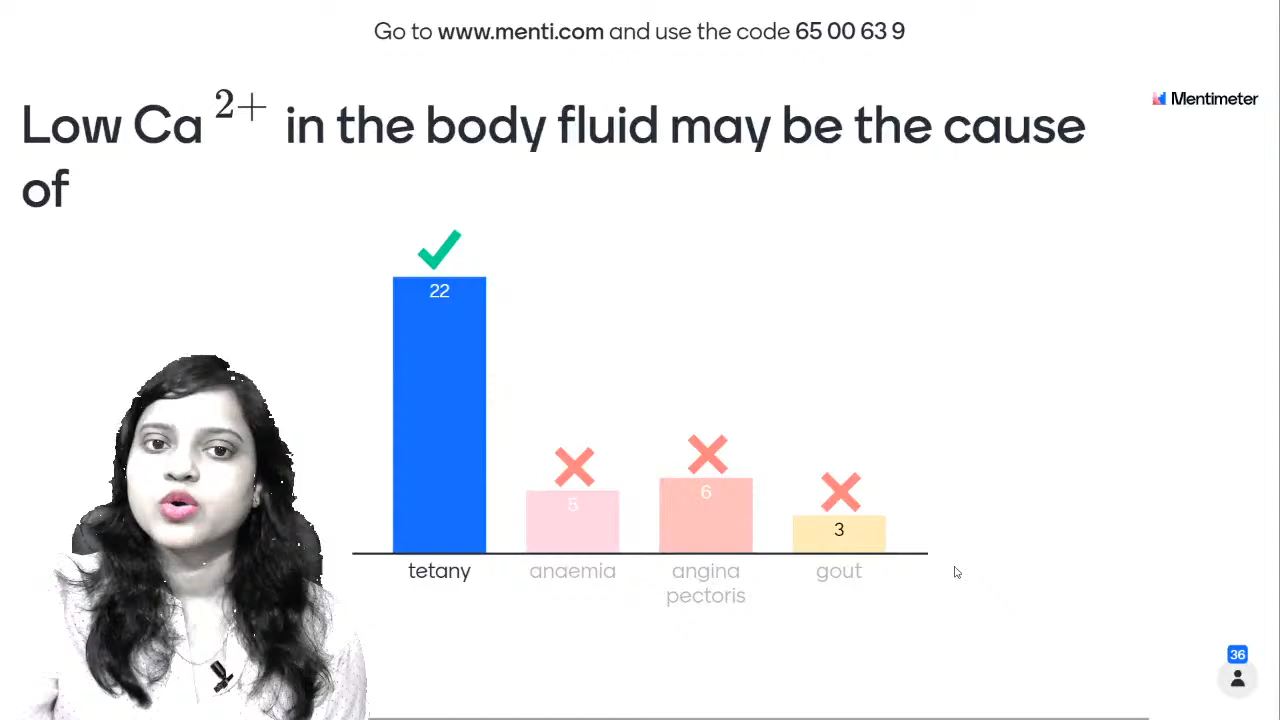 Go to www.menti.com and use the code 65 00 63 9
Mentimeter
Low Ca 2+ in the body fluid may be the cause
of
22
5
6
3
tetany
anaemia
angina
pectoris
gout
36